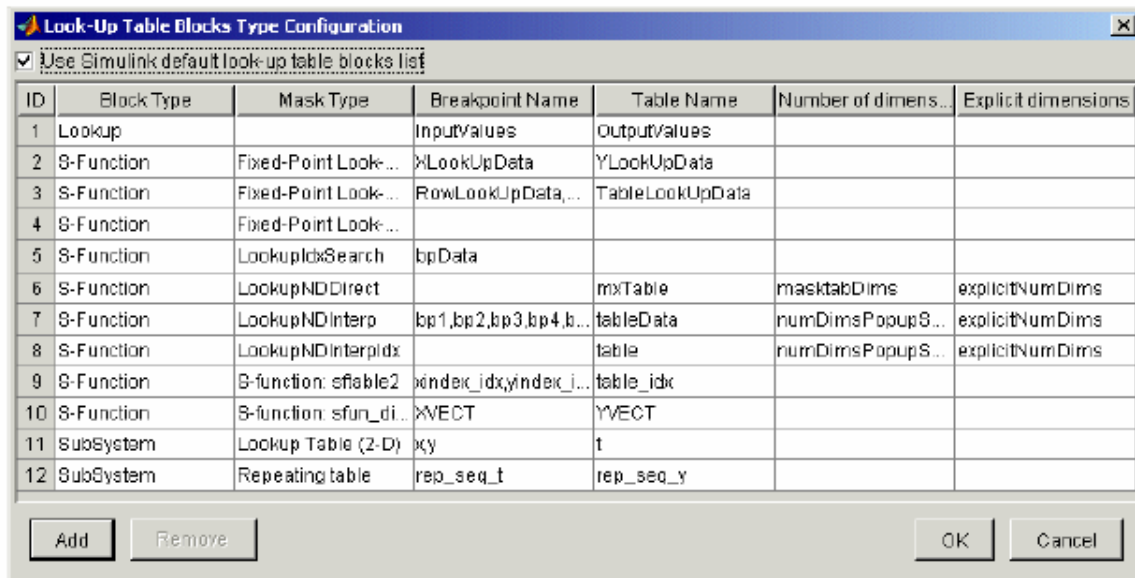 Look-Up Table Blocks Type Configuration
Use Simulink default look-up table blocks list
ID Block Type Mask Type Breakpoint Name Table Name Number of dimens... Explicit dimensions
1 Lookup InputValues OutputValues
2 S-Function Fixed-Point Look-... XLookUpData YLookUpData
3 S-Function Fixed-Point Look-... RowLookUpData,... TableLookUpData
4 S-Function Fixed-Point Look-...
5 S-Function LookupIdxSearch bpData
6 S-Function LookupNDDirect mxTable masktabDims explicitNumDims
7 S-Function LookupNDInterp bp1,bp2,bp3,bp4,b... tableData numDimsPopupS... explicitNumDims
8 S-Function LookupNDInterpIdx table numDimsPopupS... explicitNumDims
9 S-Function S-function: sftable2 xindex_idx,yindex_i... table_idx
10 S-Function S-function: sfun_di... XVECT YVECT
11 SubSystem Lookup Table (2-D) x,y t
12 SubSystem Repeating table rep_seq_t rep_seq_y
Add Remove OK Cancel